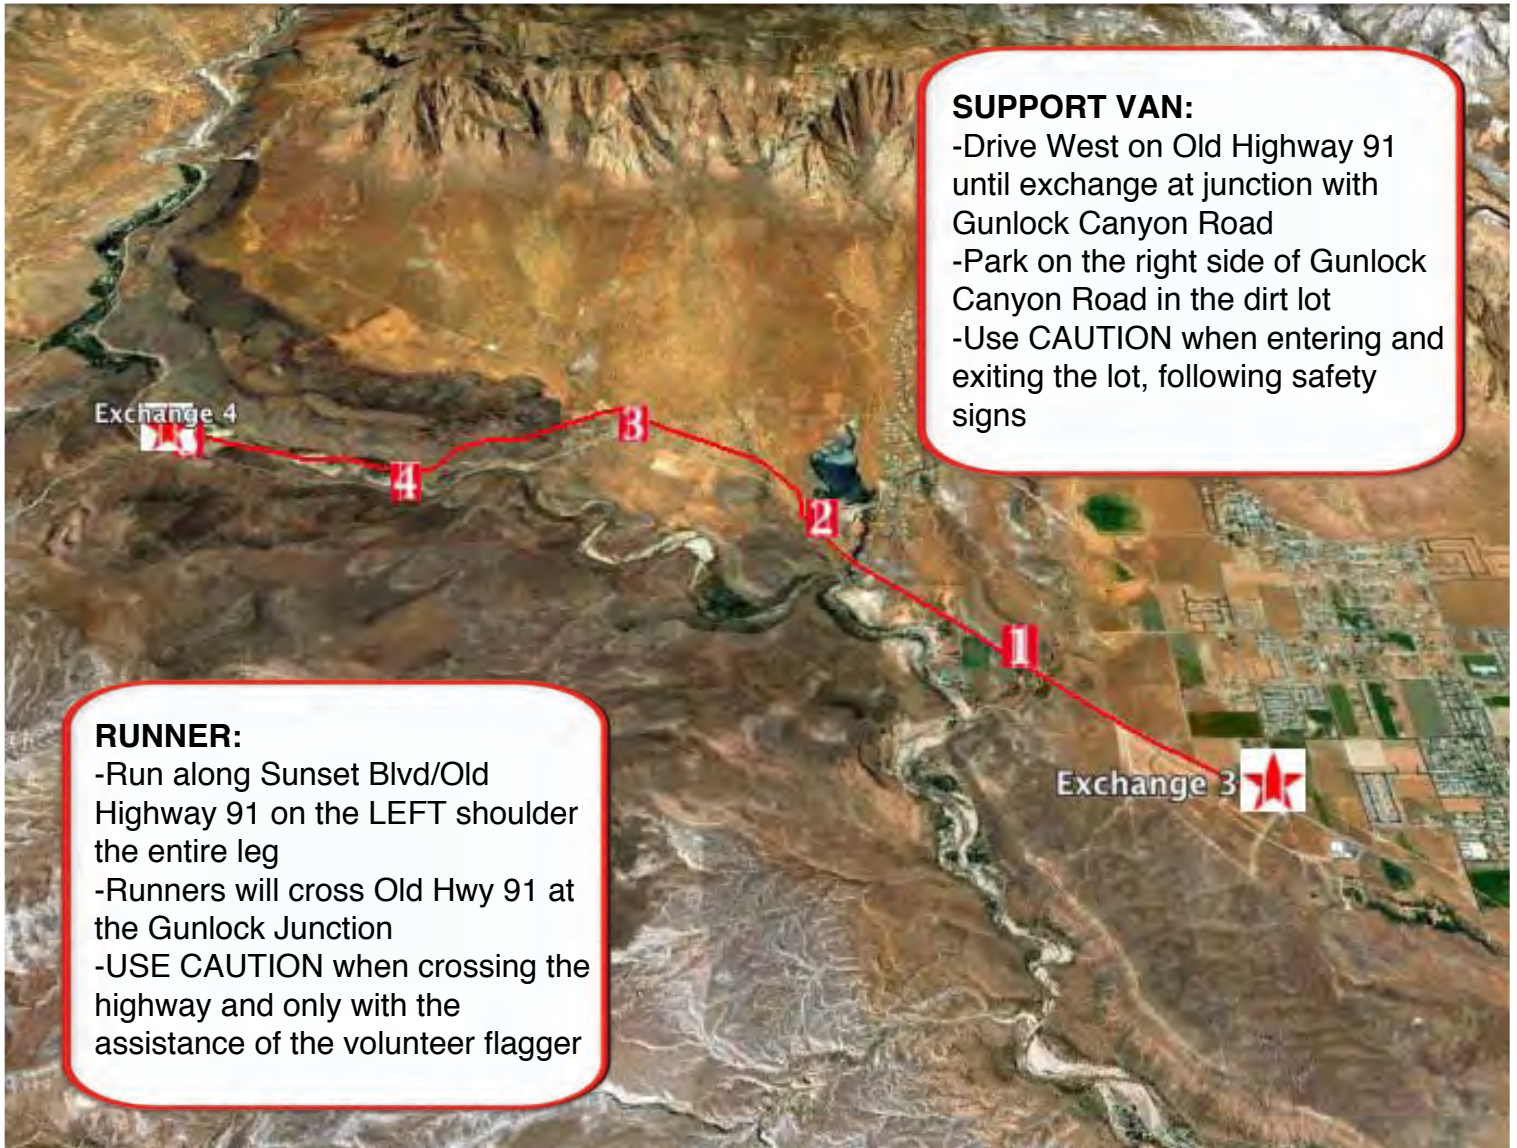 SUPPORT VAN:
-Drive West on Old Highway 91
until exchange at junction with
Gunlock Canyon Road
-Park on the right side of Gunlock
Canyon Road in the dirt lot
-Use CAUTION when entering and
exiting the lot, following safety
signs
Exchange 4
3
4
2
1
Exchange 3
RUNNER:
-Run along Sunset Blvd/Old
Highway 91 on the LEFT shoulder
the entire leg
-Runners will cross Old Hwy 91 at
the Gunlock Junction
-USE CAUTION when crossing the
highway and only with the
assistance of the volunteer flagger